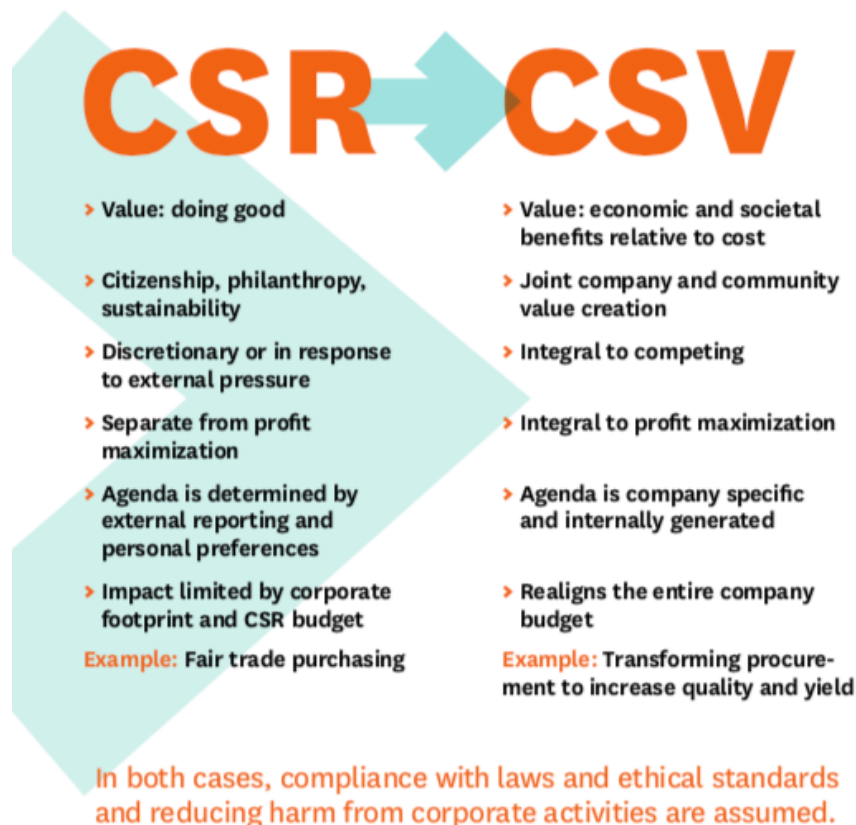 CSR CSV
> Value: doing good
> Citizenship, philanthropy,
sustainability
> Discretionary or in response
to external pressure
> Separate from profit
maximization
> Agenda is determined by
external reporting and
personal preferences
> Impact limited by corporate
footprint and CSR budget
Example: Fair trade purchasing
> Value: economic and societal
benefits relative to cost
> Joint company and community
value creation
> Integral to competing
> Integral to profit maximization
> Agenda is company specific
and internally generated
> Realigns the entire company
budget
Example: Transforming procure-
ment to increase quality and yield
In both cases, compliance with laws and ethical standards
and reducing harm from corporate activities are assumed.